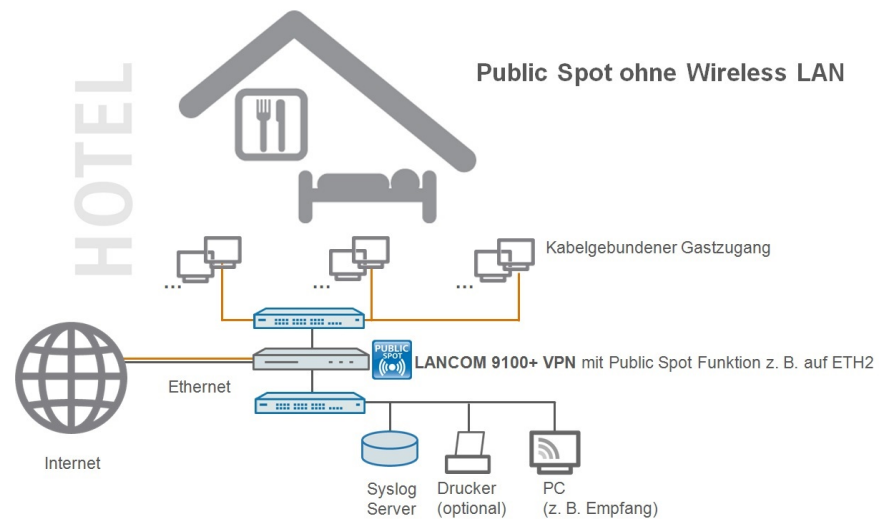 HOTEL
Public Spot ohne Wireless LAN
Kabelgebundener Gastzugang
...
...
...
PUBLIC
SPOT
LANCOM 9100+ VPN mit Public Spot Funktion z. B. auf ETH2
Ethernet
Internet
Syslog
Server
Drucker
(optional)
PC
(z. B. Empfang)